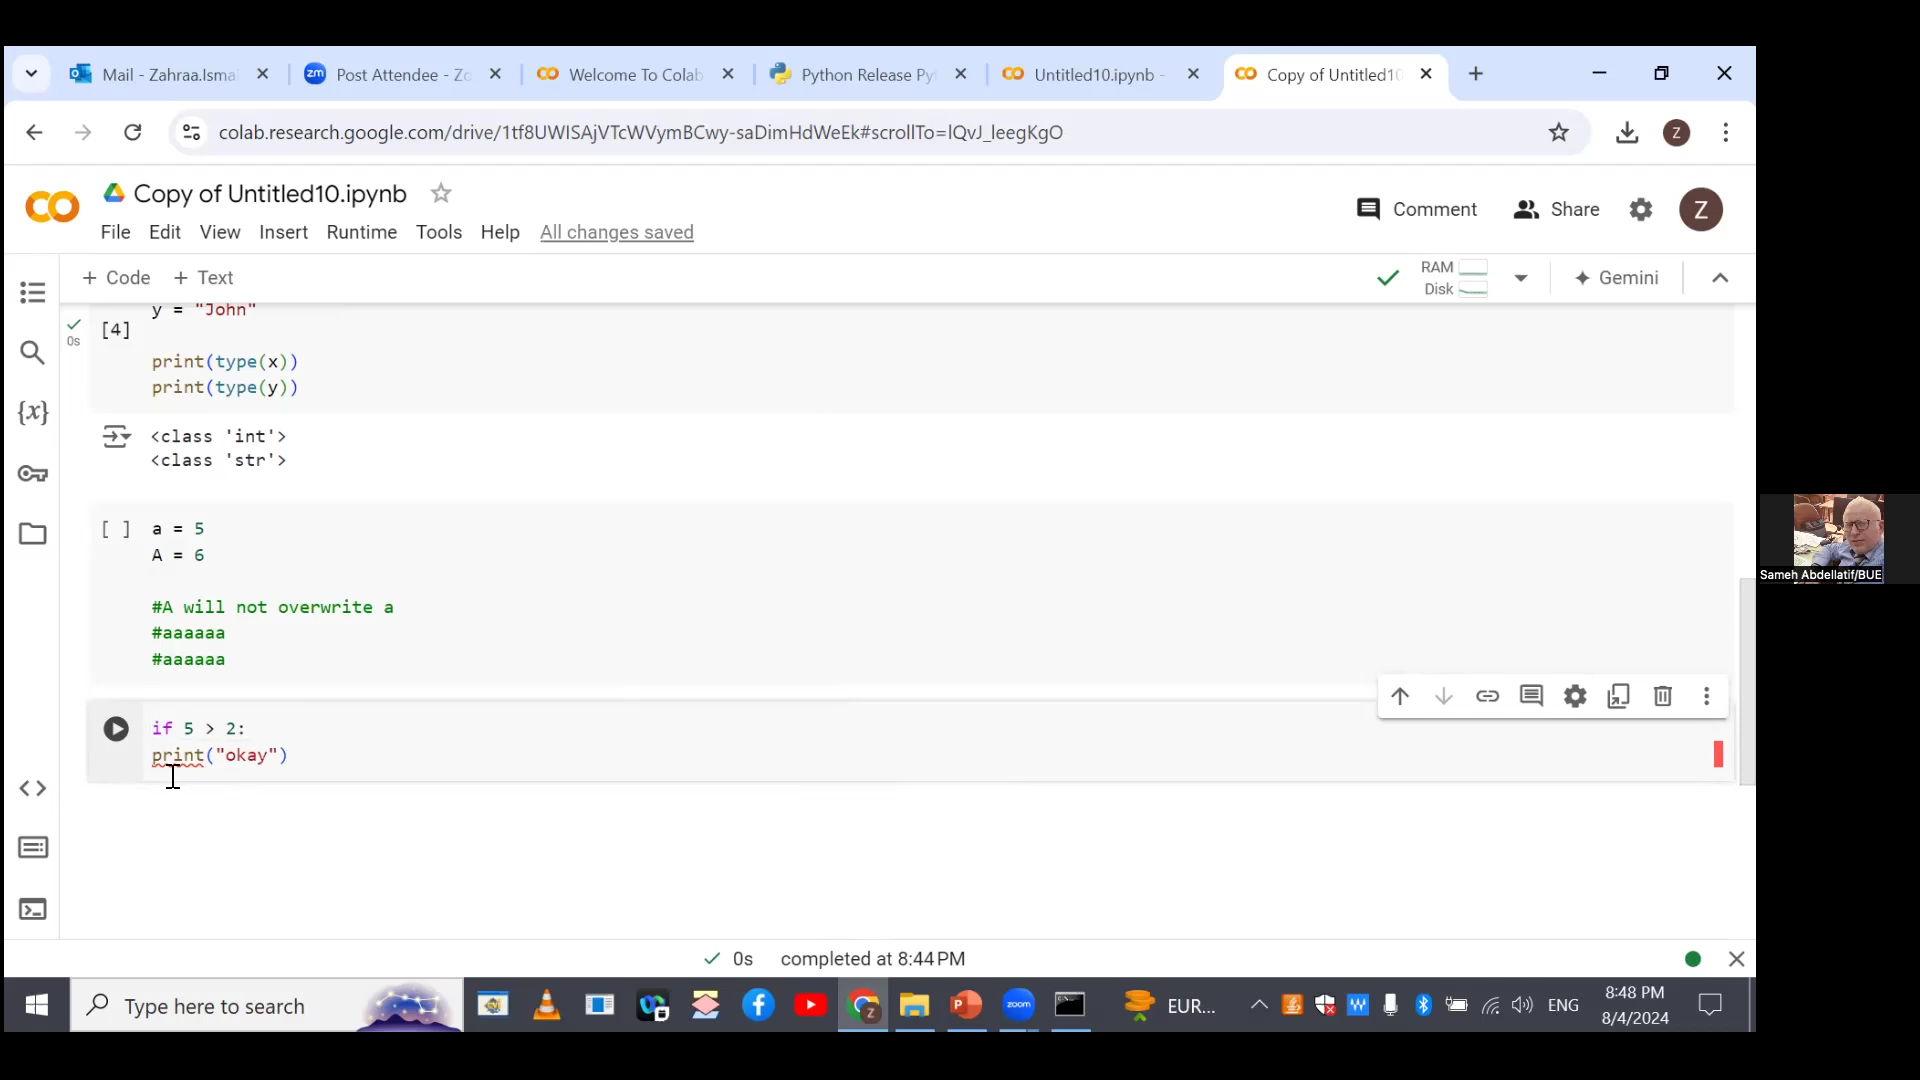 Mail - Zahraa.Isma
Post Attendee - Zo
Welcome To Colab
Python Release Py
Untitled10.ipynb -
Copy of Untitled10
colab.research.google.com/drive/1tf8UWISAjVTcWVymBCwy-saDimHdWeEk#scrollTo=lQvJ_leegKgO
Z
Copy of Untitled10.ipynb
Comment
Share
Z
File Edit View Insert Runtime Tools Help All changes saved
+ Code + Text
RAM
Disk
Gemini
y = "John"
0s
[4]
print(type(x))
print(type(y))
<class 'int'>
<class 'str'>
[ ] a = 5
A = 6
#A will not overwrite a
#aaaaaa
#aaaaaa
if 5 > 2:
print("okay")
{x}
Sameh Abdellatif/BUE
0s completed at 8:44 PM
Type here to search
zoom
EUR...
ENG
8:48 PM
8/4/2024